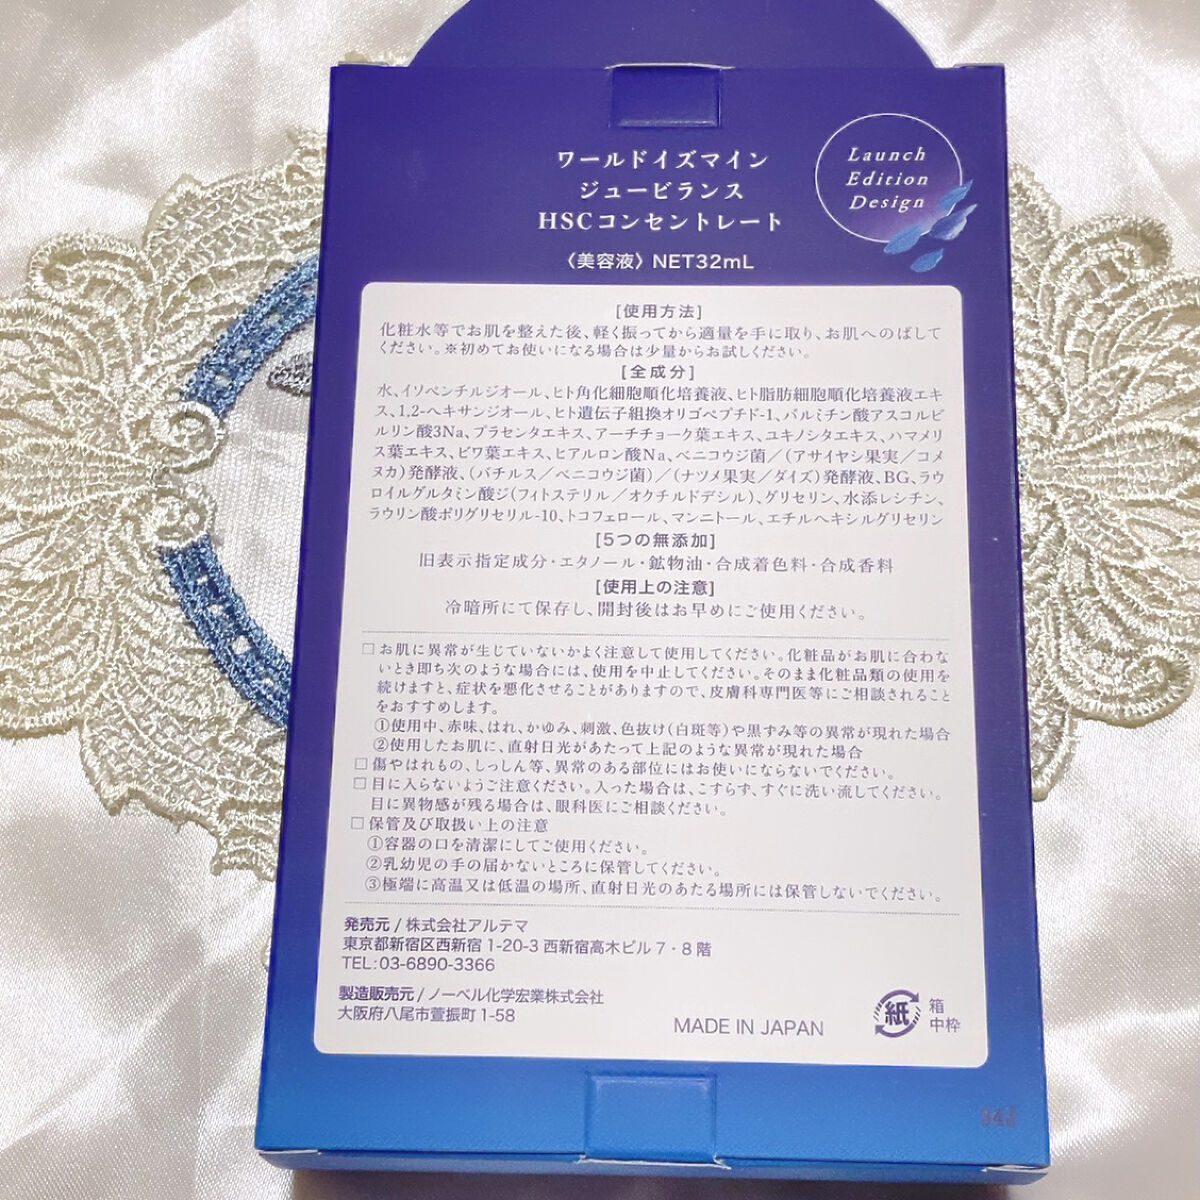 ワールドイズマイン
ジュービランス
HSCコンセントレート
〈美容液〉 NET32mL
Launch
Edition
Design
[使用方法]
化粧水等でお肌を整えた後、軽く振ってから適量を手に取り、お肌へのばして
ください。※初めてお使いになる場合は少量からお試しください。
[全成分]
水、イソペンチルジオール、ヒト角化細胞順化培養液、ヒト脂肪細胞順化培養液エキ
ス、1,2-ヘキサンジオール、ヒト遺伝子組換オリゴペプチド-1、パルミチン酸アスコルビ
ルリン酸3Na、プラセンタエキス、アーチチョーク葉エキス、ユキノシタエキス、ハマメリ
ス葉エキス、ビワ葉エキス、ヒアルロン酸Na、ベニコウジ菌／(アサイヤシ果実／コメ
ヌカ)発酵液、(バチルス／ベニコウジ菌)／(ナツメ果実／ダイズ)発酵液、BG、ラウ
ロイルグルタミン酸ジ(フィトステリル／オクチルドデシル)、グリセリン、水添レシチン、
ラウリン酸ポリグリセリル-10、トコフェロール、マンニトール、エチルヘキシルグリセリン
[5つの無添加]
旧表示指定成分・エタノール・鉱物油・合成着色料・合成香料
[使用上の注意]
冷暗所にて保存し、開封後はお早めにご使用ください。
□お肌に異常が生じていないかよく注意して使用してください。化粧品がお肌に合わな
いとき即ち次のような場合には、使用を中止してください。そのまま化粧品類の使用を
続けますと、症状を悪化させることがありますので、皮膚科専門医等にご相談されること
をおすすめします。
①使用中、赤味、はれ、かゆみ、刺激、色抜け(白斑等)や黒ずみ等の異常が現れた場合
②使用したお肌に、直射日光があたって上記のような異常が現れた場合
□傷やはれもの、しっしん等、異常のある部位にはお使いにならないでください。
□目に入らないようご注意ください。入った場合は、こすらず、すぐに洗い流してください。
目に異物感が残る場合は、眼科医にご相談ください。
□保管及び取扱い上の注意
①容器の口を清潔にしてご使用ください。
②乳幼児の手の届かないところに保管してください。
③極端に高温又は低温の場所、直射日光のあたる場所には保管しないでください。
発売元 / 株式会社アルテマ
東京都新宿区西新宿 1-20-3 西新宿高木ビル 7・8 階
TEL:03-6890-3366
製造販売元 / ノーベル化学宏業株式会社
大阪府八尾市萱振町 1-58
MADE IN JAPAN
紙
箱
中枠